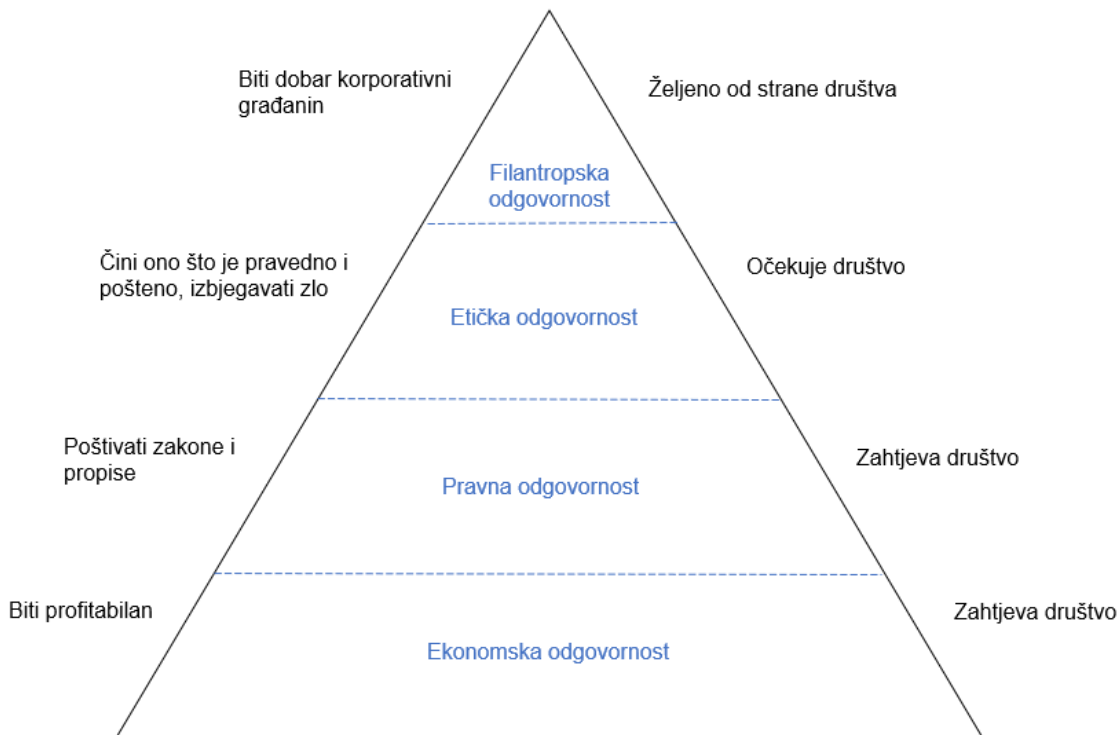 Biti dobar korporativni
građanin
Željeno od strane društva
Filantropska
odgovornost
Čini ono što je pravedno i
pošteno, izbjegavati zlo
Očekuje društvo
Etička odgovornost
Poštivati zakone i
propise
Zahtjeva društvo
Pravna odgovornost
Biti profitabilan
Zahtjeva društvo
Ekonomska odgovornost